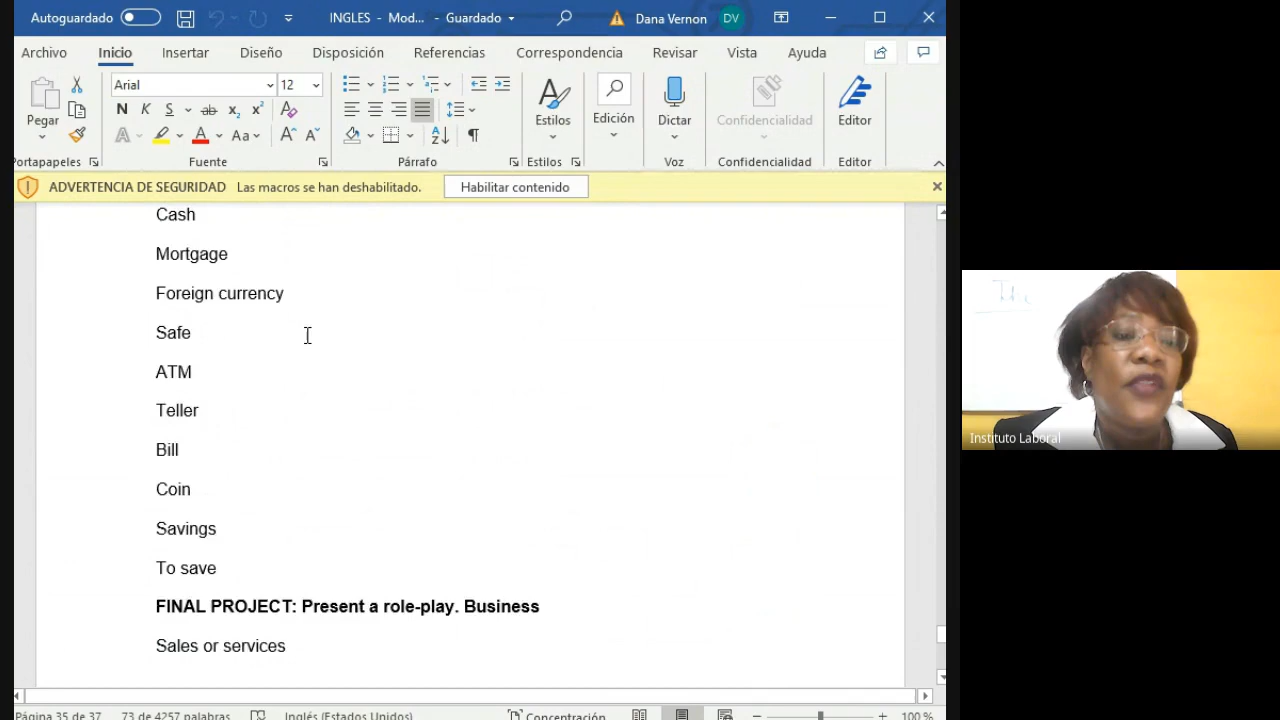 Autoguardado
INGLES - Mod... - Guardado
Dana Vernon
DV
Archivo Inicio Insertar Diseño Disposición Referencias Correspondencia Revisar Vista Ayuda
Arial 12
Pegar
N K S ab x₂ x²
A A Aa A A
Estilos
Edición
Dictar
Confidencialidad
Editor
Portapapeles Fuente Párrafo Estilos Voz Confidencialidad Editor
ADVERTENCIA DE SEGURIDAD Las macros se han deshabilitado. Habilitar contenido
Cash
Mortgage
Foreign currency
Safe
ATM
Teller
Bill
Coin
Savings
To save
FINAL PROJECT: Present a role-play. Business
Sales or services
Página 35 de 37 73 de 4257 palabras Inglés (Estados Unidos) Concentración 100 %
Instituto Laboral